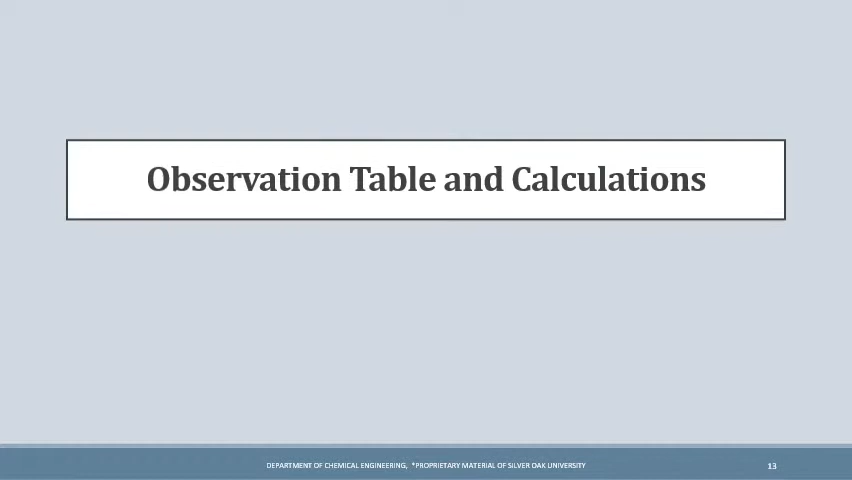 Observation Table and Calculations
DEPARTMENT OF CHEMICAL ENGINEERING, *PROPRIETARY MATERIAL OF SILVER OAK UNIVERSITY
13